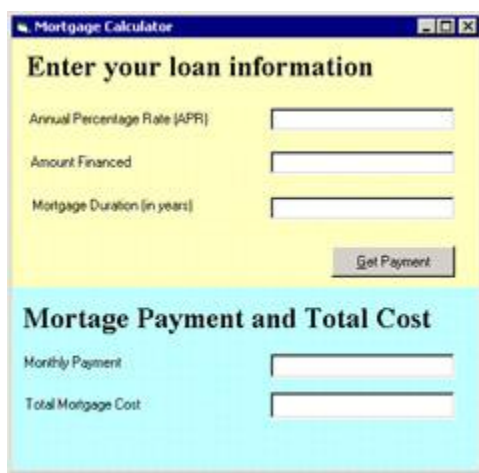 Mortgage Calculator
Enter your loan information
Annual Percentage Rate (APR)
Amount Financed
Mortgage Duration (in years)
Get Payment
Mortage Payment and Total Cost
Monthly Payment
Total Mortgage Cost